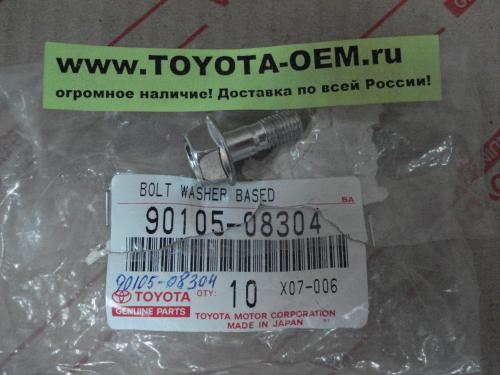 www.TOYOTA-OEM.ru
огромное наличие! Доставка по всей России!
BOLT WASHER BASED
BA
90105-08304
90105-08304
TOYOTA QTY: 10 X07-006
GENUINE PARTS
TOYOTA MOTOR CORPORATION
MADE IN JAPAN